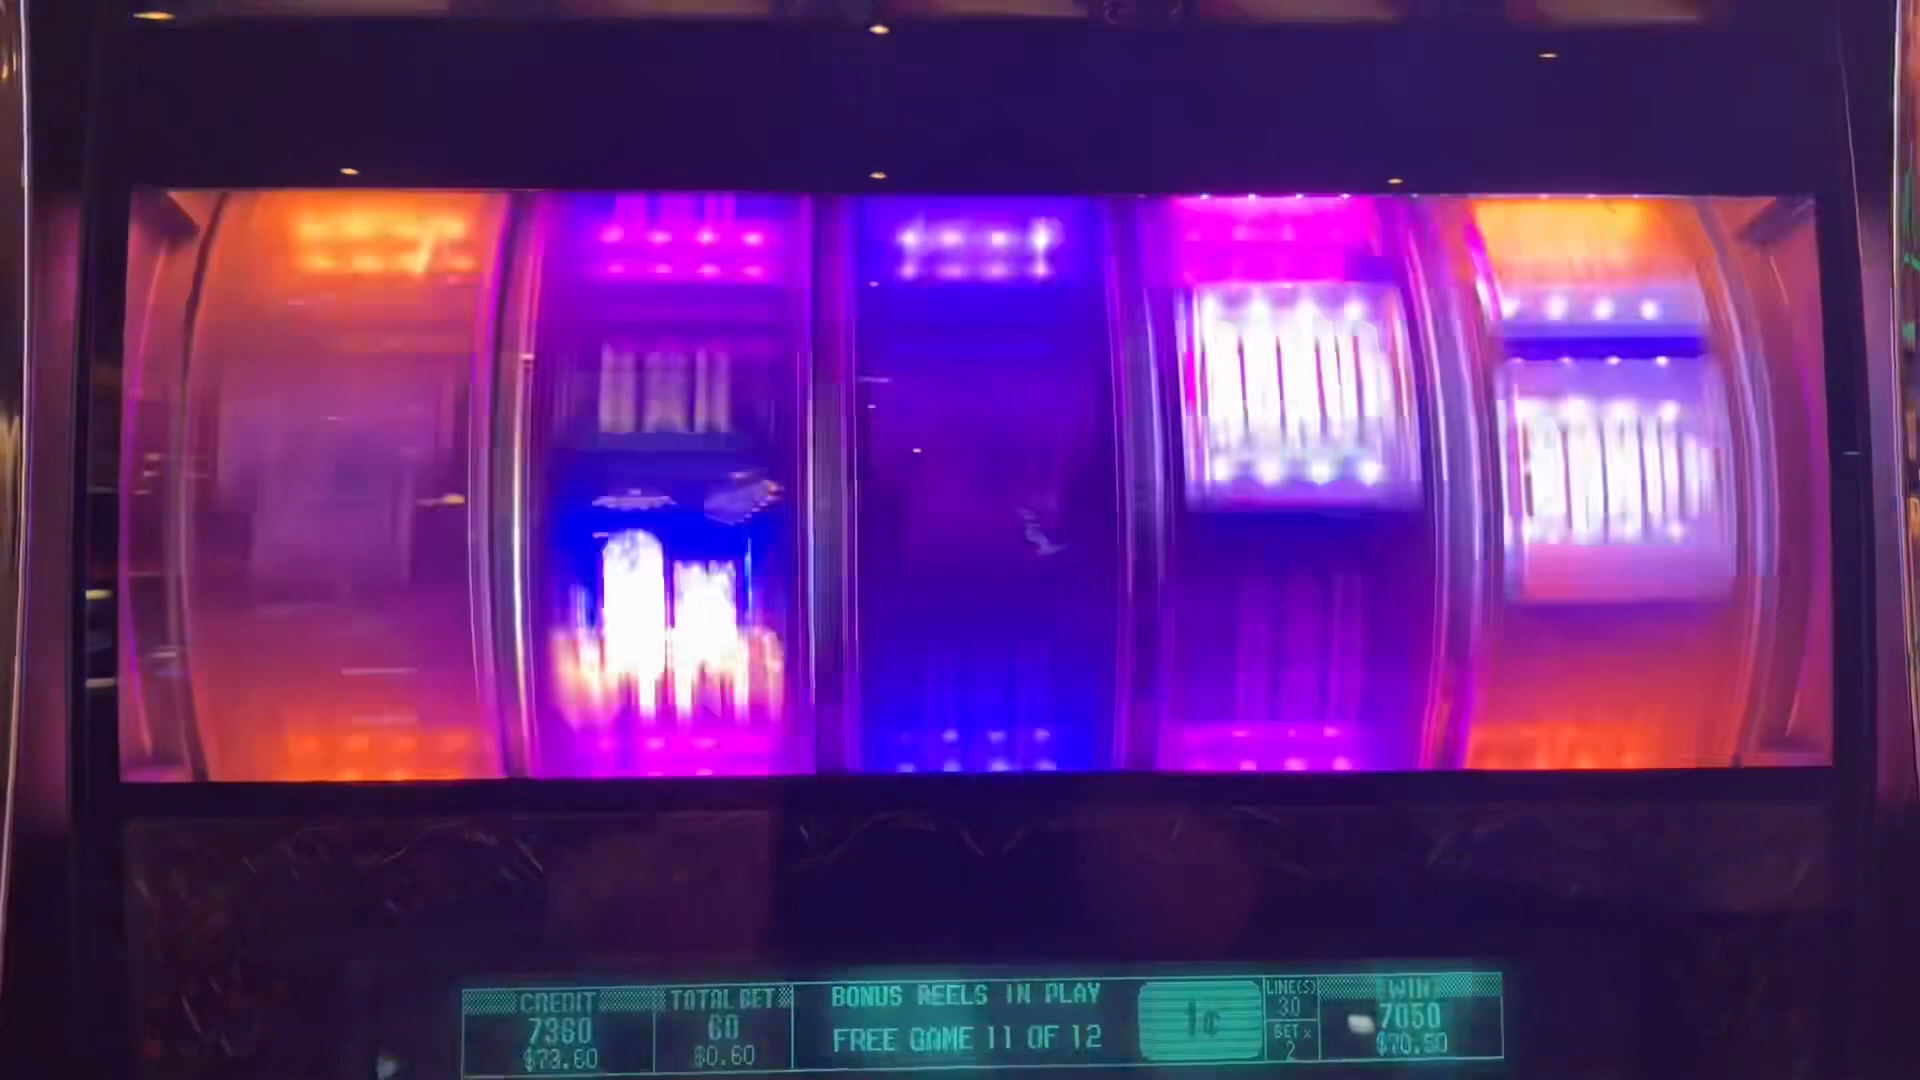 CREDIT
7360
$73.60
TOTAL BET
60
$0.60
BONUS REELS IN PLAY
FREE GAME 11 OF 12
1¢
LINE(S)
30
BET x
2
WIN
7050
$70.50